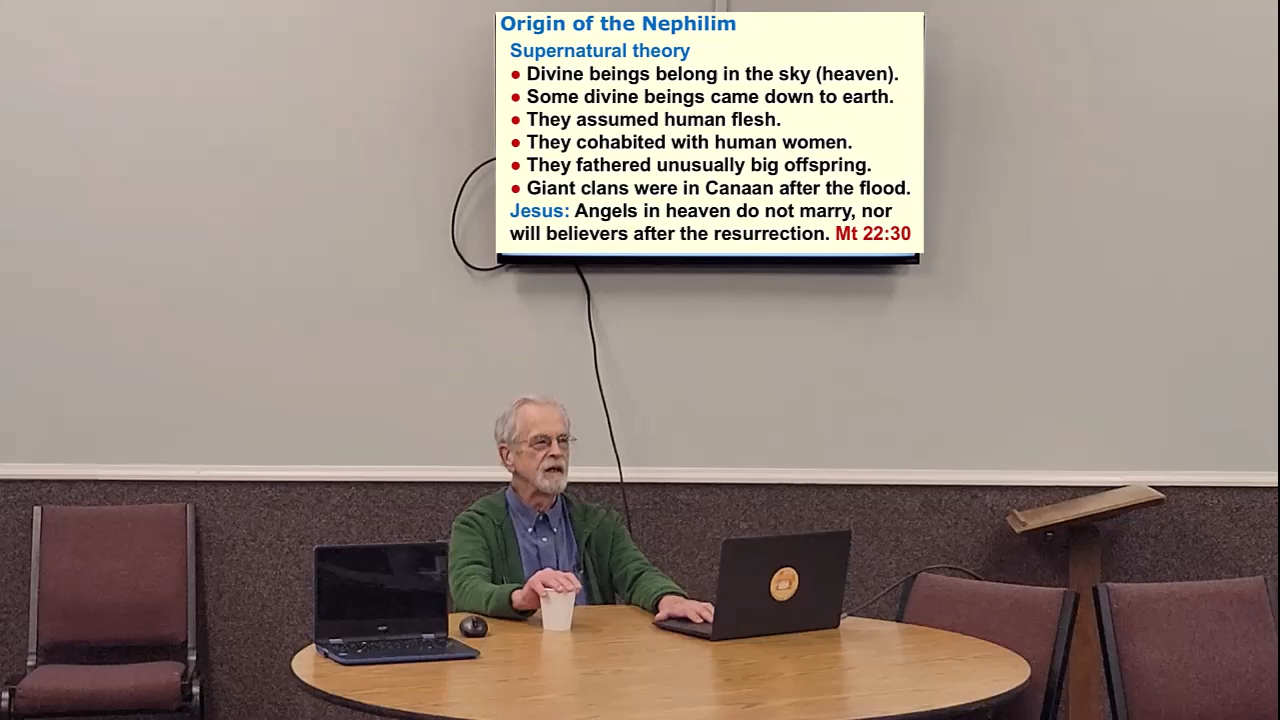 Origin of the Nephilim
Supernatural theory
● Divine beings belong in the sky (heaven).
● Some divine beings came down to earth.
● They assumed human flesh.
● They cohabited with human women.
● They fathered unusually big offspring.
● Giant clans were in Canaan after the flood.
Jesus: Angels in heaven do not marry, nor
will believers after the resurrection. Mt 22:30